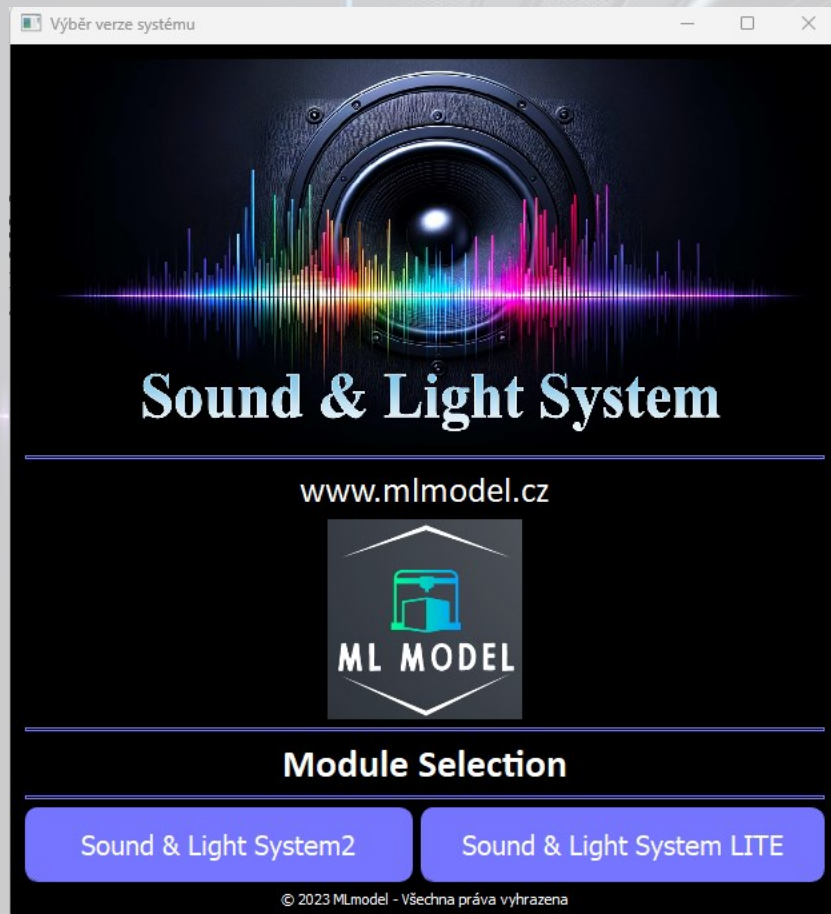 Výběr verze systému
Sound & Light System
www.mlmodel.cz
ML MODEL
Module Selection
Sound & Light System2
Sound & Light System LITE
© 2023 MLmodel - Všechna práva vyhrazena